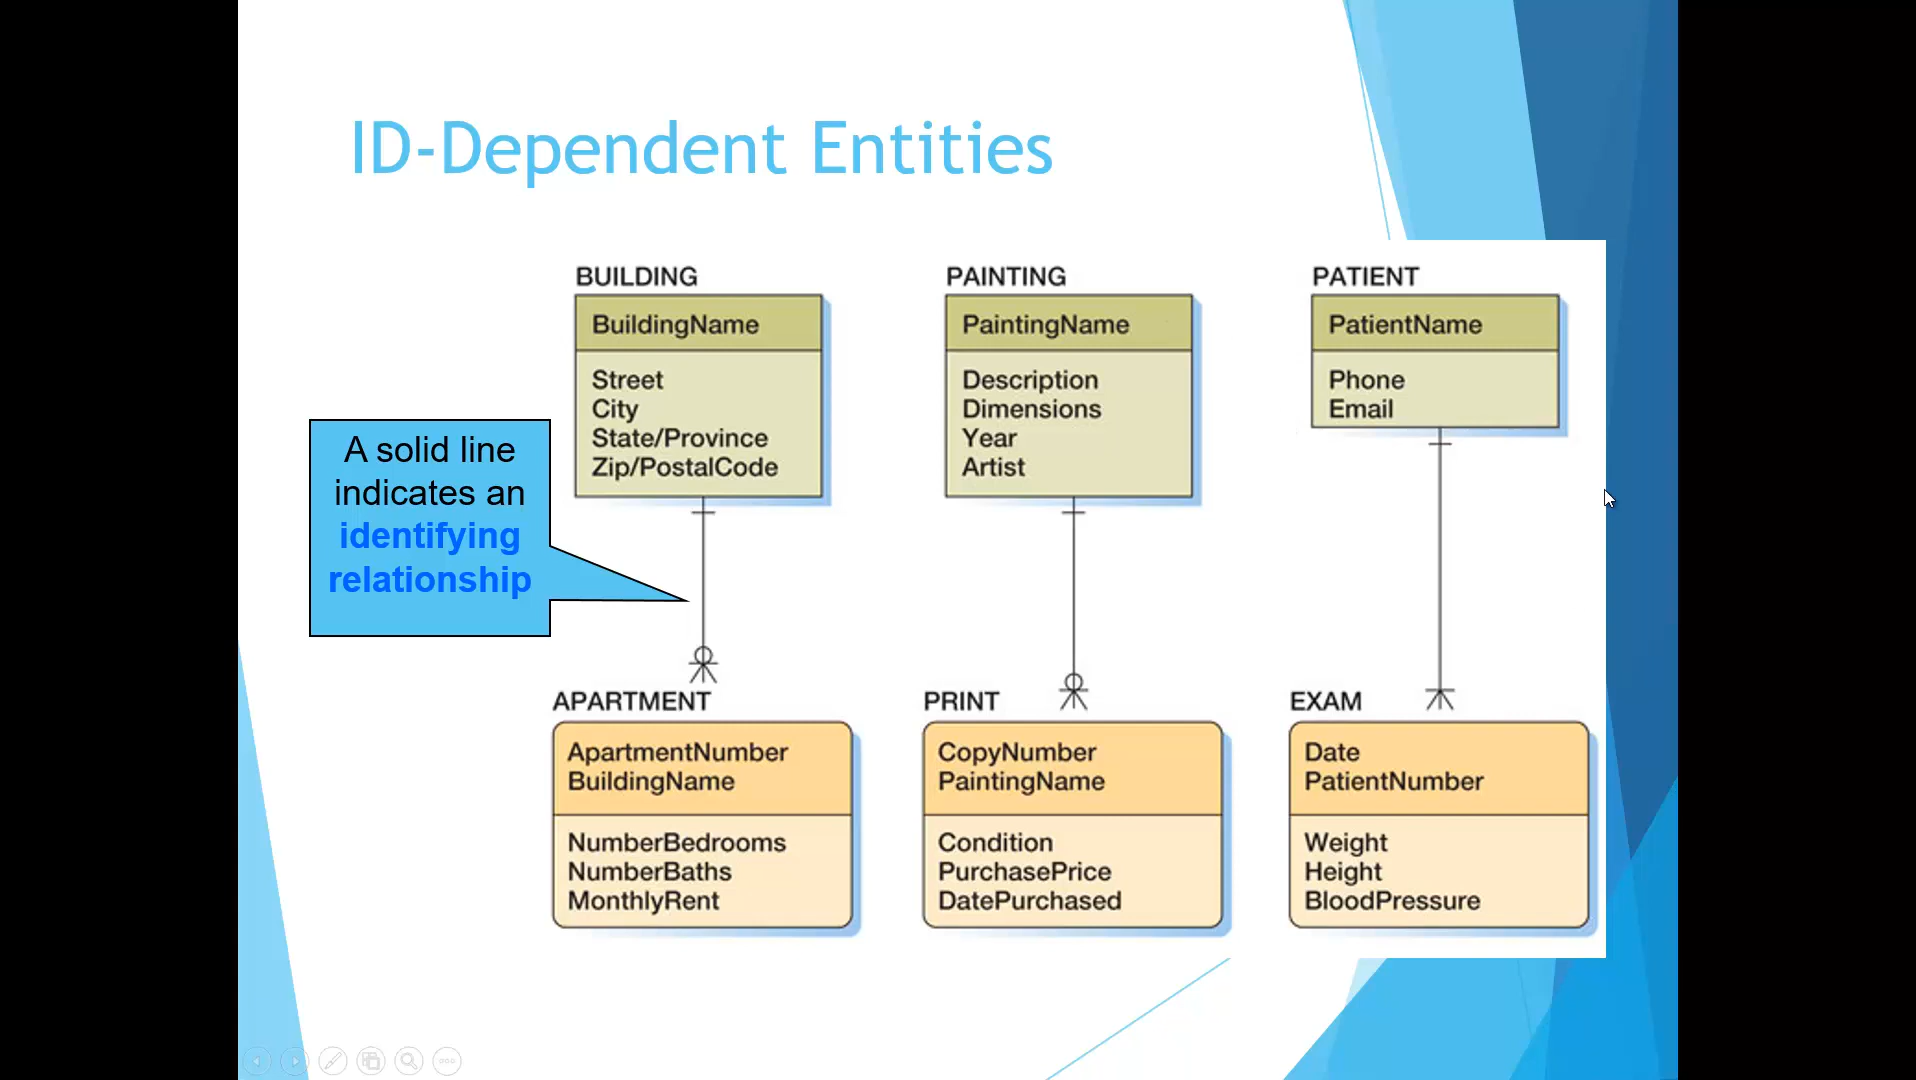 ID-Dependent Entities
A solid line
indicates an
identifying
relationship
BUILDING
BuildingName
Street
City
State/Province
Zip/PostalCode
PAINTING
PaintingName
Description
Dimensions
Year
Artist
PATIENT
PatientName
Phone
Email
APARTMENT
ApartmentNumber
BuildingName
NumberBedrooms
NumberBaths
MonthlyRent
PRINT
CopyNumber
PaintingName
Condition
PurchasePrice
DatePurchased
EXAM
Date
PatientNumber
Weight
Height
BloodPressure